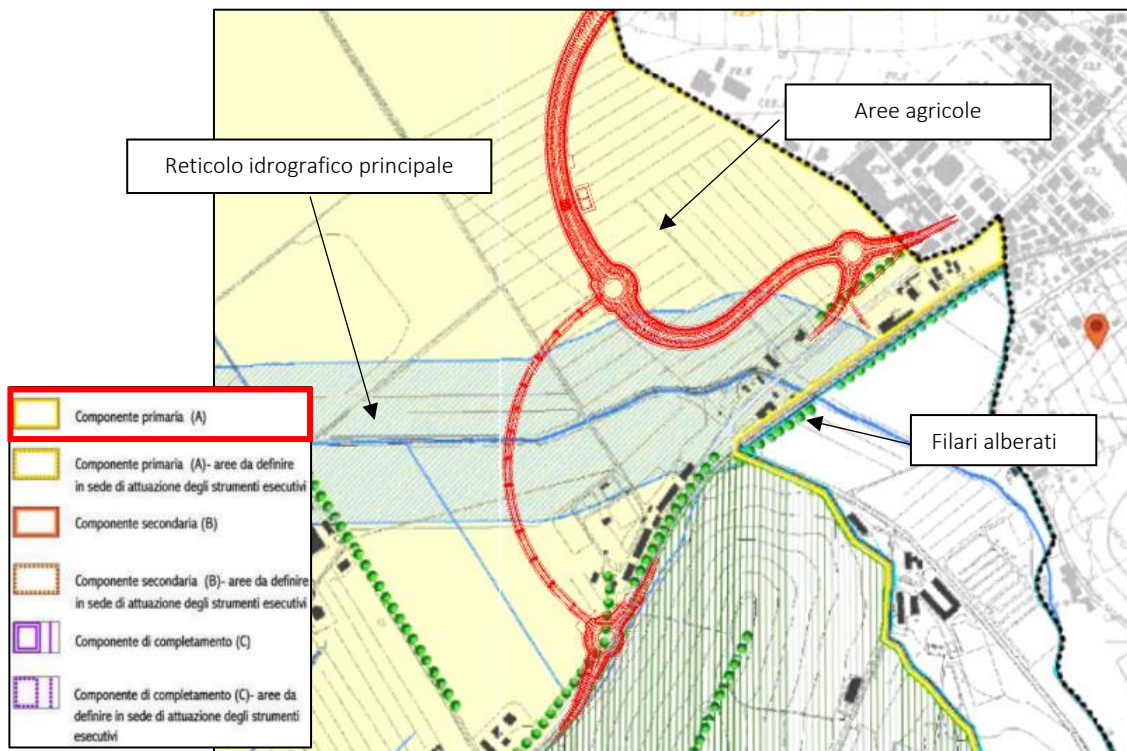 Aree agricole
Reticolo idrografico principale
Filari alberati
Componente primaria (A)
Componente primaria (A)- aree da definire
in sede di attuazione degli strumenti esecutivi
Componente secondaria (B)
Componente secondaria (B)- aree da definire
in sede di attuazione degli strumenti esecutivi
Componente di completamento (C)
Componente di completamento (C)- aree da
definire in sede di attuazione degli strumenti
esecutivi